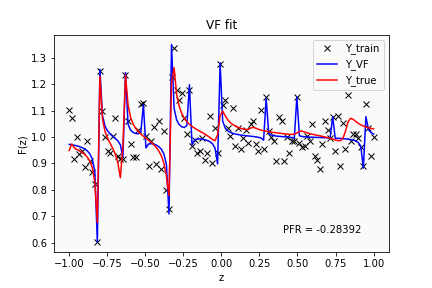 VF fit
Y_train
Y_VF
Y_true
F(z)
1.3
1.2
1.1
1.0
0.9
0.8
0.7
0.6
PFR = -0.28392
−1.00 −0.75 −0.50 −0.25 0.00 0.25 0.50 0.75 1.00
z